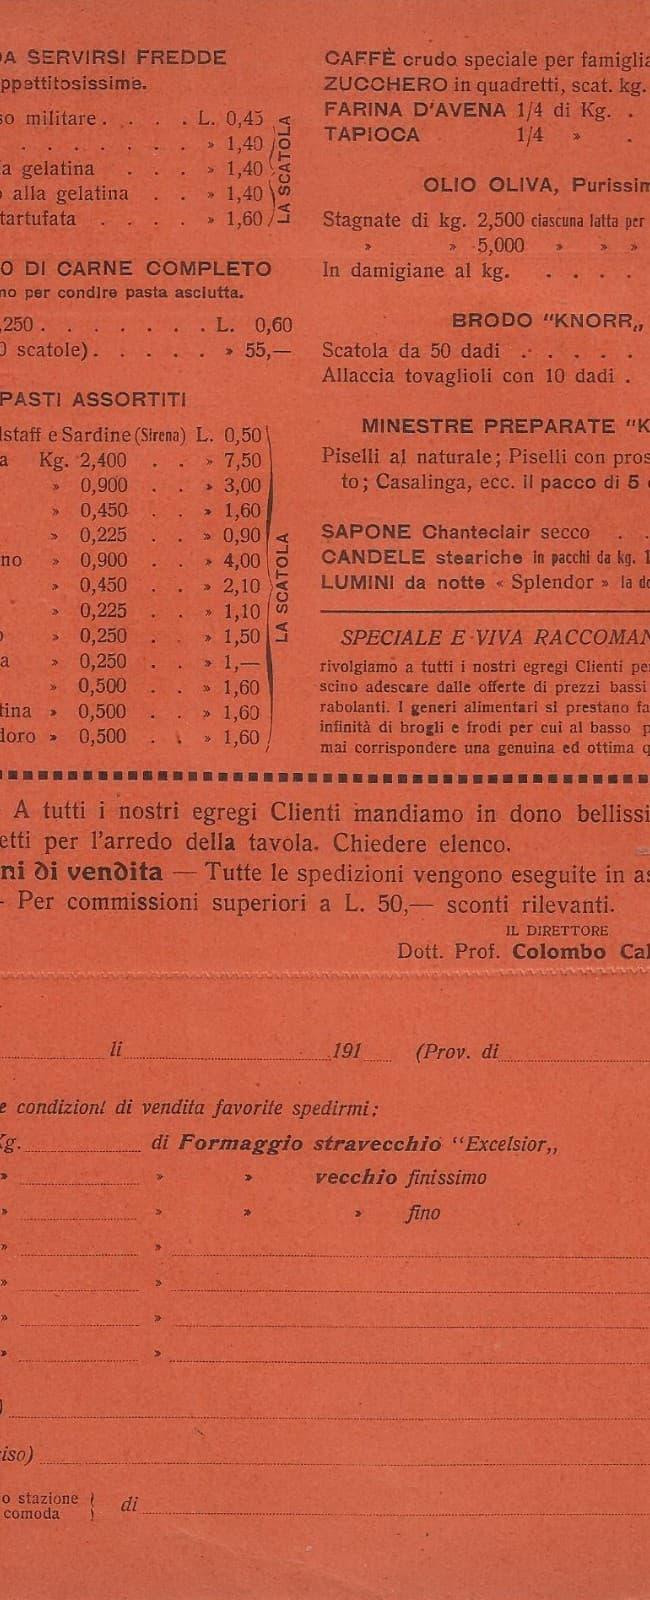 DA SERVIRSI FREDDE
appetitosissime.
so militare. . . . . L. 0,45
. . . . . . . » 1,40
a gelatina . . . » 1,40
o alla gelatina . . » 1,40
tartufata . . . . » 1,60
LA SCATOLA
O DI CARNE COMPLETO
mo per condire pasta asciutta.
,250 . . . . . . . L. 0,60
0 scatole) . . . . . » 55,—
PASTI ASSORTITI
lstaff e Sardine (Sirena) L. 0,50
a Kg. 2,400 . . » 7,50
» 0,900 . . » 3,00
» 0,450 . . » 1,60
» 0,225 . . » 0,90
no » 0,900 . . » 4,00
» 0,450 . . » 2,10
» 0,225 . . » 1,10
o » 0,250 . . » 1,50
a » 0,250 . . » 1,—
» 0,500 . . » 1,60
tina » 0,500 . . » 1,60
doro » 0,500 . . » 1,60
LA SCATOLA
CAFFÈ crudo speciale per famiglia
ZUCCHERO in quadretti, scat. kg.
FARINA D'AVENA 1/4 di Kg. .
TAPIOCA 1/4 » .
OLIO OLIVA, Purissim
Stagnate di kg. 2,500 ciascuna latta per
» » 5,000 » » »
In damigiane al kg. . . . .
BRODO "KNORR„
Scatola da 50 dadi . . . . .
Allaccia tovaglioli con 10 dadi .
MINESTRE PREPARATE "K
Piselli al naturale; Piselli con pros
to; Casalinga, ecc. il pacco di 5
SAPONE Chanteclair secco . .
CANDELE steariche in pacchi da kg. 1
LUMINI da notte « Splendor » la do
SPECIALE E VIVA RACCOMAN
rivolgiamo a tutti i nostri egregi Clienti per
scino adescare dalle offerte di prezzi bassi
rabolanti. I generi alimentari si prestano fa
infinità di brogli e frodi per cui al basso p
mai corrispondere una genuina ed ottima q
A tutti i nostri egregi Clienti mandiamo in dono bellissi
etti per l'arredo della tavola. Chiedere elenco.
ni di vendita — Tutte le spedizioni vengono eseguite in as
- Per commissioni superiori a L. 50,— sconti rilevanti.
IL DIRETTORE
Dott. Prof. Colombo Cal
li 191 (Prov. di
e condizioni di vendita favorite spedirmi:
Kg. di Formaggio stravecchio "Excelsior„
» » » vecchio finissimo
» » » » fino
» »
» »
» »
» »
)
ciso)
o stazione
comoda
di